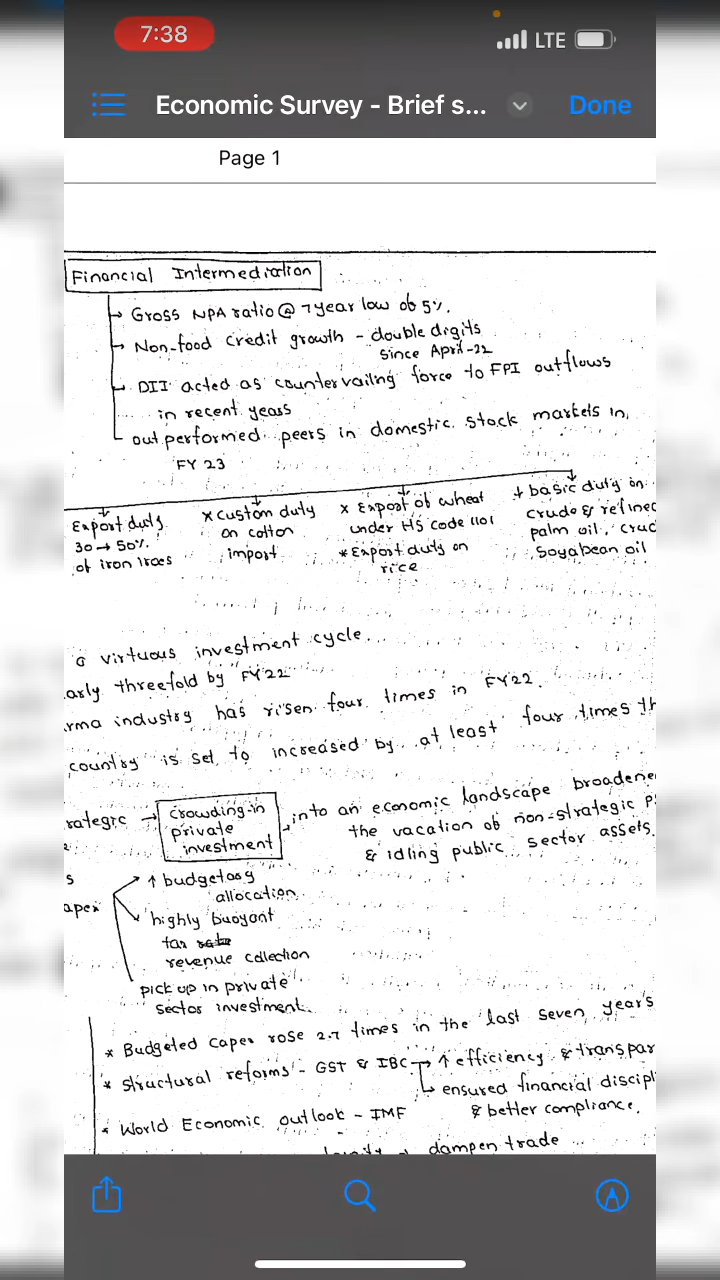 7:38
LTE
Economic Survey - Brief s...
Done
Page 1
Financial Intermediation
Gross NPA ratio @ 7 year low of 5%.
Non-food credit growth - double digits
since April-22
DII acted as countervailing force to FPI outflows
in recent years
out performed peers in domestic stock markets in
FY 23
Export duty
30 → 50%
of iron
× custom duty
on cotton
import
× Export of wheat
under HS code 1101
* Export duty on
rice
↓ basic duty on
crude & refined
palm oil, crud
Soyabean oil
a virtuous investment cycle.
arly threefold by FY22
rma industry has risen four times in FY22.
country is set to increased by at least four times th
rategic → crowding in
private
investment
into an economic landscape broadene
the vacation of non-strategic p
& idling public sector assets
s
apex
↑ budgetary
allocation
highly buoyant
tax
revenue collection
pick up in private
sector investment.
* Budgeted capex rose 2.7 times in the last seven years
* structural reforms - GST & IBC → ↑ efficiency & transpar
ensured financial discipl
& better compliance.
* World Economic outlook - IMF
dampen trade